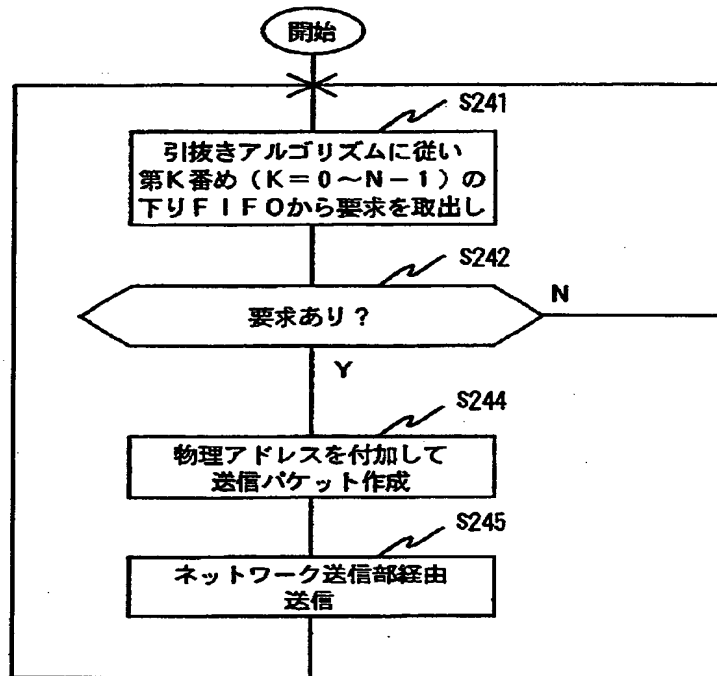 開始
S241
引抜きアルゴリズムに従い
第K番め(K=0~N-1)の
下りFIFOから要求を取出し
S242
要求あり?
N
Y
S244
物理アドレスを付加して
送信パケット作成
S245
ネットワーク送信部経由
送信